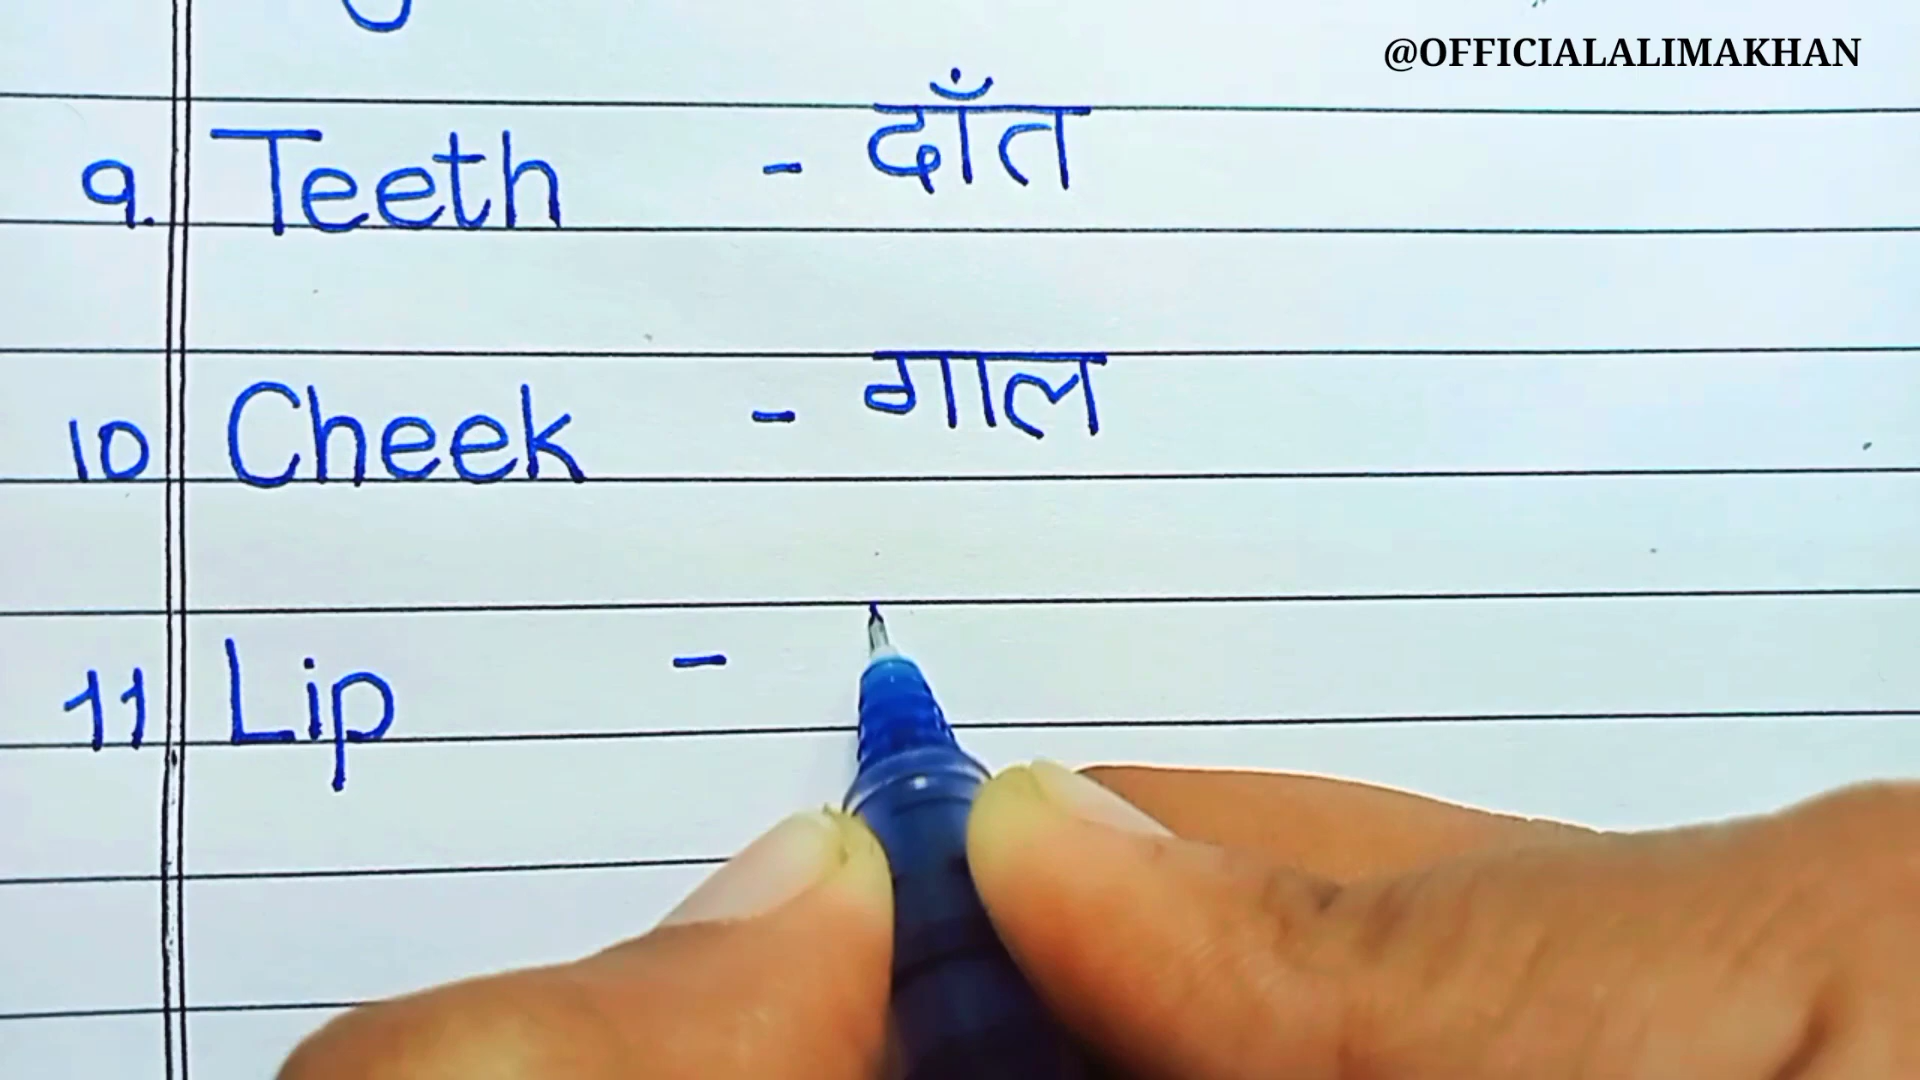 @OFFICIALALIMAKHAN
9. Teeth - दाँत
10 Cheek - गाल
11 Lip -